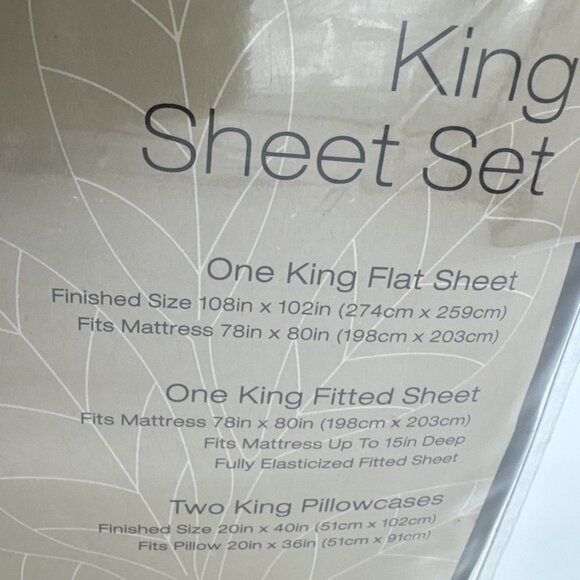 King
Sheet Set
One King Flat Sheet
Finished Size 108in x 102in (274cm x 259cm)
Fits Mattress 78in x 80in (198cm x 203cm)
One King Fitted Sheet
Fits Mattress 78in x 80in (198cm x 203cm)
Fits Mattress Up To 15in Deep
Fully Elasticized Fitted Sheet
Two King Pillowcases
Finished Size 20in x 40in (51cm x 102cm)
Fits Pillow 20in x 36in (51cm x 91cm)